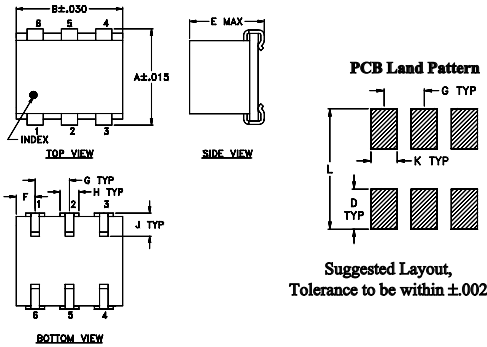 B±.030
6 5 4
A±.015
INDEX
1 2 3
TOP VIEW
E MAX
SIDE VIEW
PCB Land Pattern
G TYP
K TYP
L
D
TYP
Suggested Layout,
Tolerance to be within ±.002
G TYP
H TYP
F
1 2 3
J TYP
6 5 4
BOTTOM VIEW